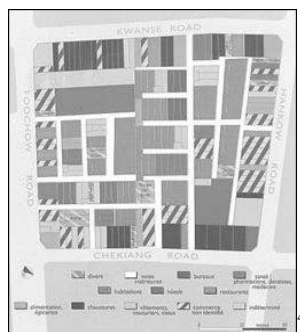 KWANSE ROAD
FOOCHOW ROAD
HANKOW ROAD
CHEKIANG ROAD
divers
bureaux
habitations
hôtels
restaurants
alimentation, épiceries
chaussures
vêtements,
commerce non identifié
indéterminé